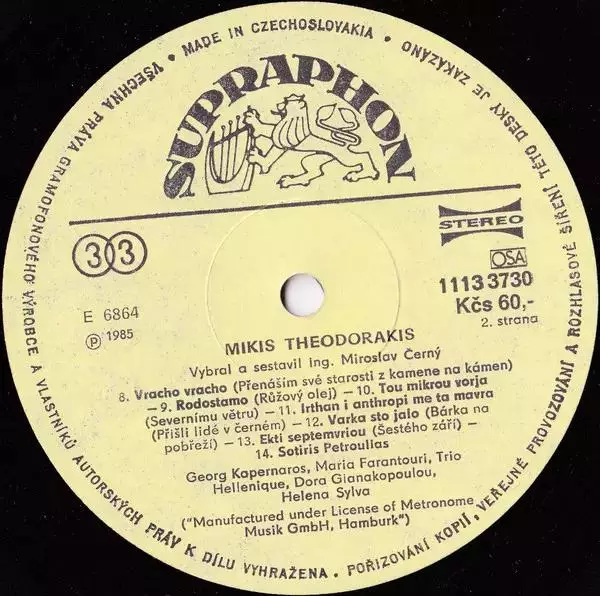 VŠECHNA PRÁVA GRAMOFONOVÉHO VÝROBCE A VLASTNÍKŮ AUTORSKÝCH PRÁV K DÍLU VYHRAŽENA. POŘIZOVÁNÍ KOPIÍ, VEŘEJNÉ PROVOZOVÁNÍ A ROZHLASOVÉ ŠÍŘENÍ TÉTO DESKY JE ZAKÁZÁNO • MADE IN CZECHOSLOVAKIA •
SUPRAPHON
33
STEREO
OSA
E 6864
1113 3730
Ⓟ 1985
Kčs 60,-
2. strana
MIKIS THEODORAKIS
Vybral a sestavil ing. Miroslav Černý
8. Vracho vracho (Přenáším své starosti z kamene na kámen)
— 9. Rodostamo (Růžový olej) — 10. Tou mikrou vorja
(Severnímu větru) — 11. Irthan i anthropi me ta mavra
(Přišli lidé v černém) — 12. Varka sto jalo (Bárka na
pobřeží) — 13. Ekti septemvriou (Šestého září) —
14. Sotiris Petroulias
Georg Kapernaros, Maria Farantouri, Trio
Hellenique, Dora Gianakopoulou,
Helena Sylva
("Manufactured under License of Metronome
Musik GmbH, Hamburk")